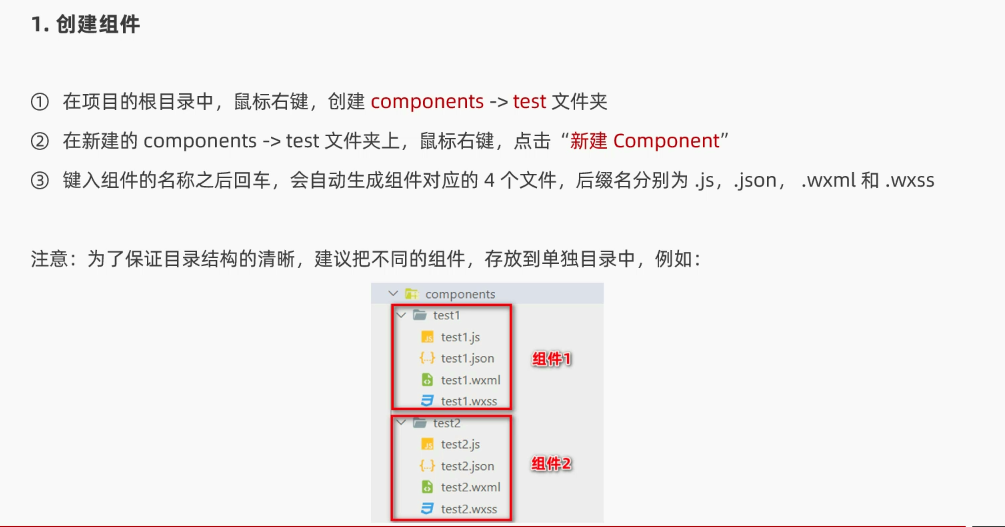 1. 创建组件
① 在项目的根目录中，鼠标右键，创建 components -> test 文件夹
② 在新建的 components -> test 文件夹上，鼠标右键，点击“新建 Component”
③ 键入组件的名称之后回车，会自动生成组件对应的 4 个文件，后缀名分别为 .js，.json， .wxml 和 .wxss
注意：为了保证目录结构的清晰，建议把不同的组件，存放到单独目录中，例如：
components
test1
test1.js
test1.json
组件1
test1.wxml
test1.wxss
test2
test2.js
test2.json
组件2
test2.wxml
test2.wxss